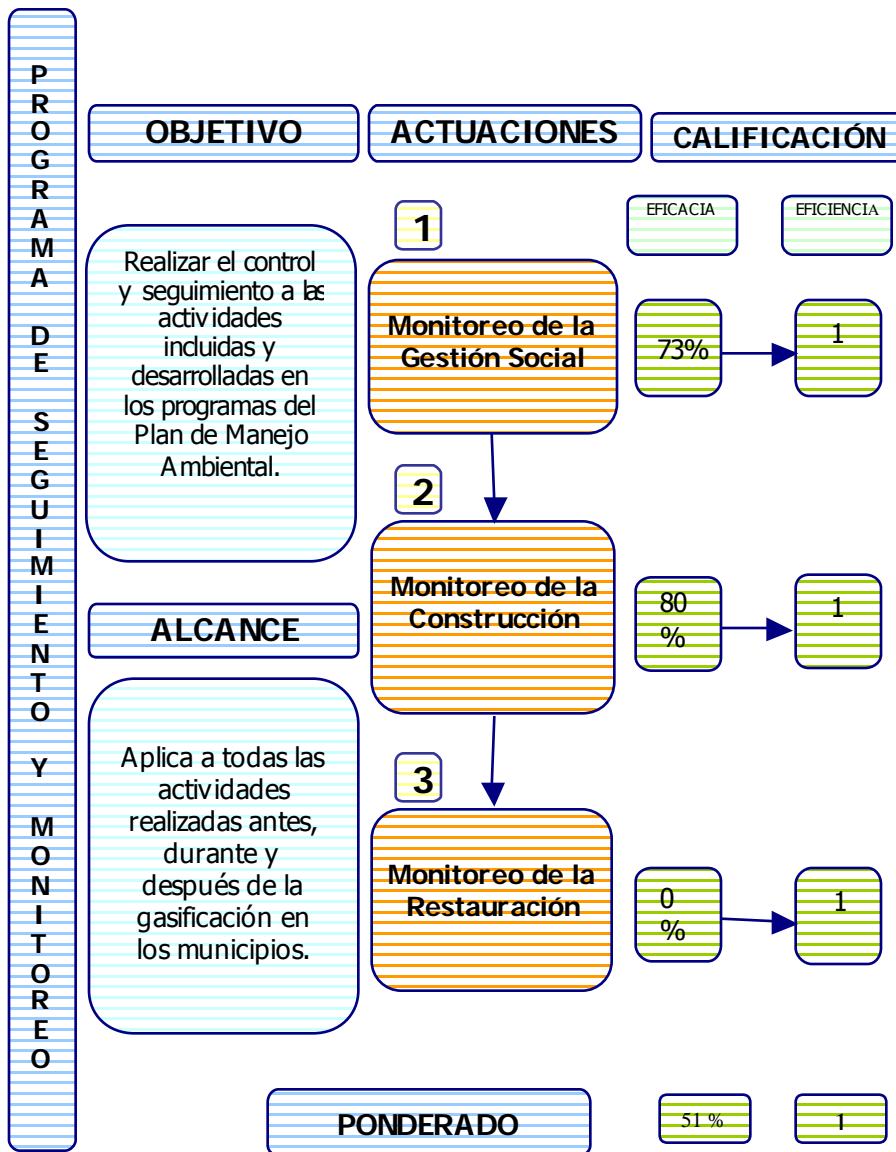 PROGRAMA DE SEGUIMIENTO Y MONITOREO
OBJETIVO
Realizar el control
y seguimiento a las
actividades
incluidas y
desarrolladas en
los programas del
Plan de Manejo
Ambiental.
ALCANCE
Aplica a todas las
actividades
realizadas antes,
durante y
después de la
gasificación en
los municipios.
ACTUACIONES
1
Monitoreo de la
Gestión Social
2
Monitoreo de la
Construcción
3
Monitoreo de la
Restauración
CALIFICACIÓN
EFICACIA
EFICIENCIA
73%
1
80
%
1
0
%
1
PONDERADO
51 %
1